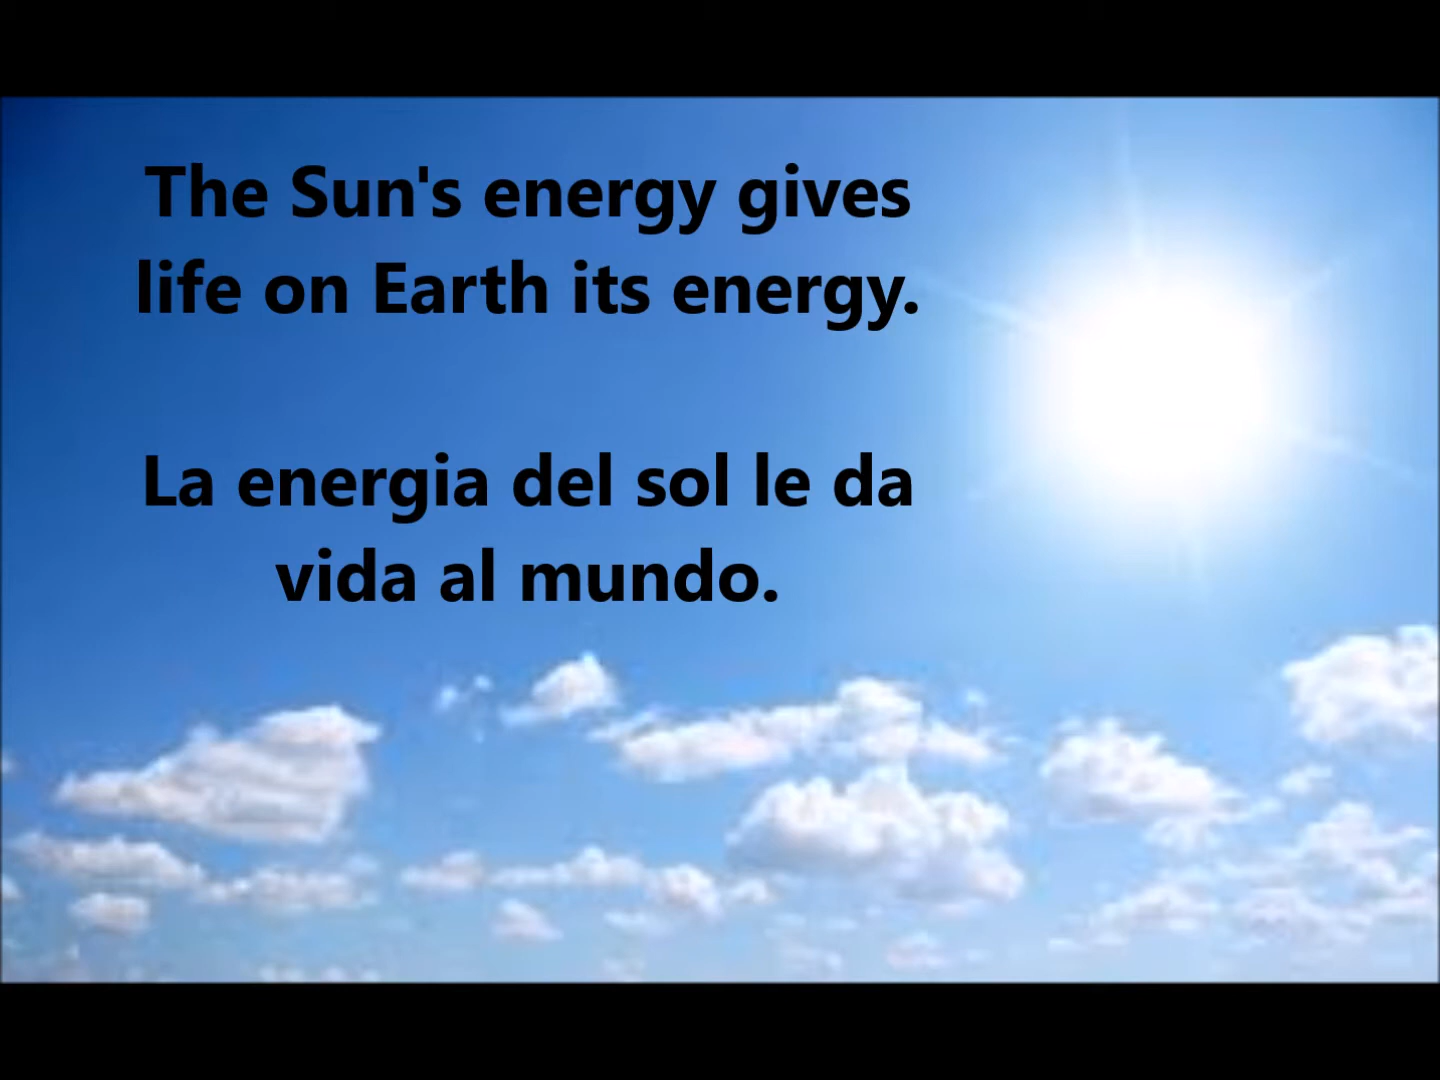 The Sun's energy gives
life on Earth its energy.
La energia del sol le da
vida al mundo.